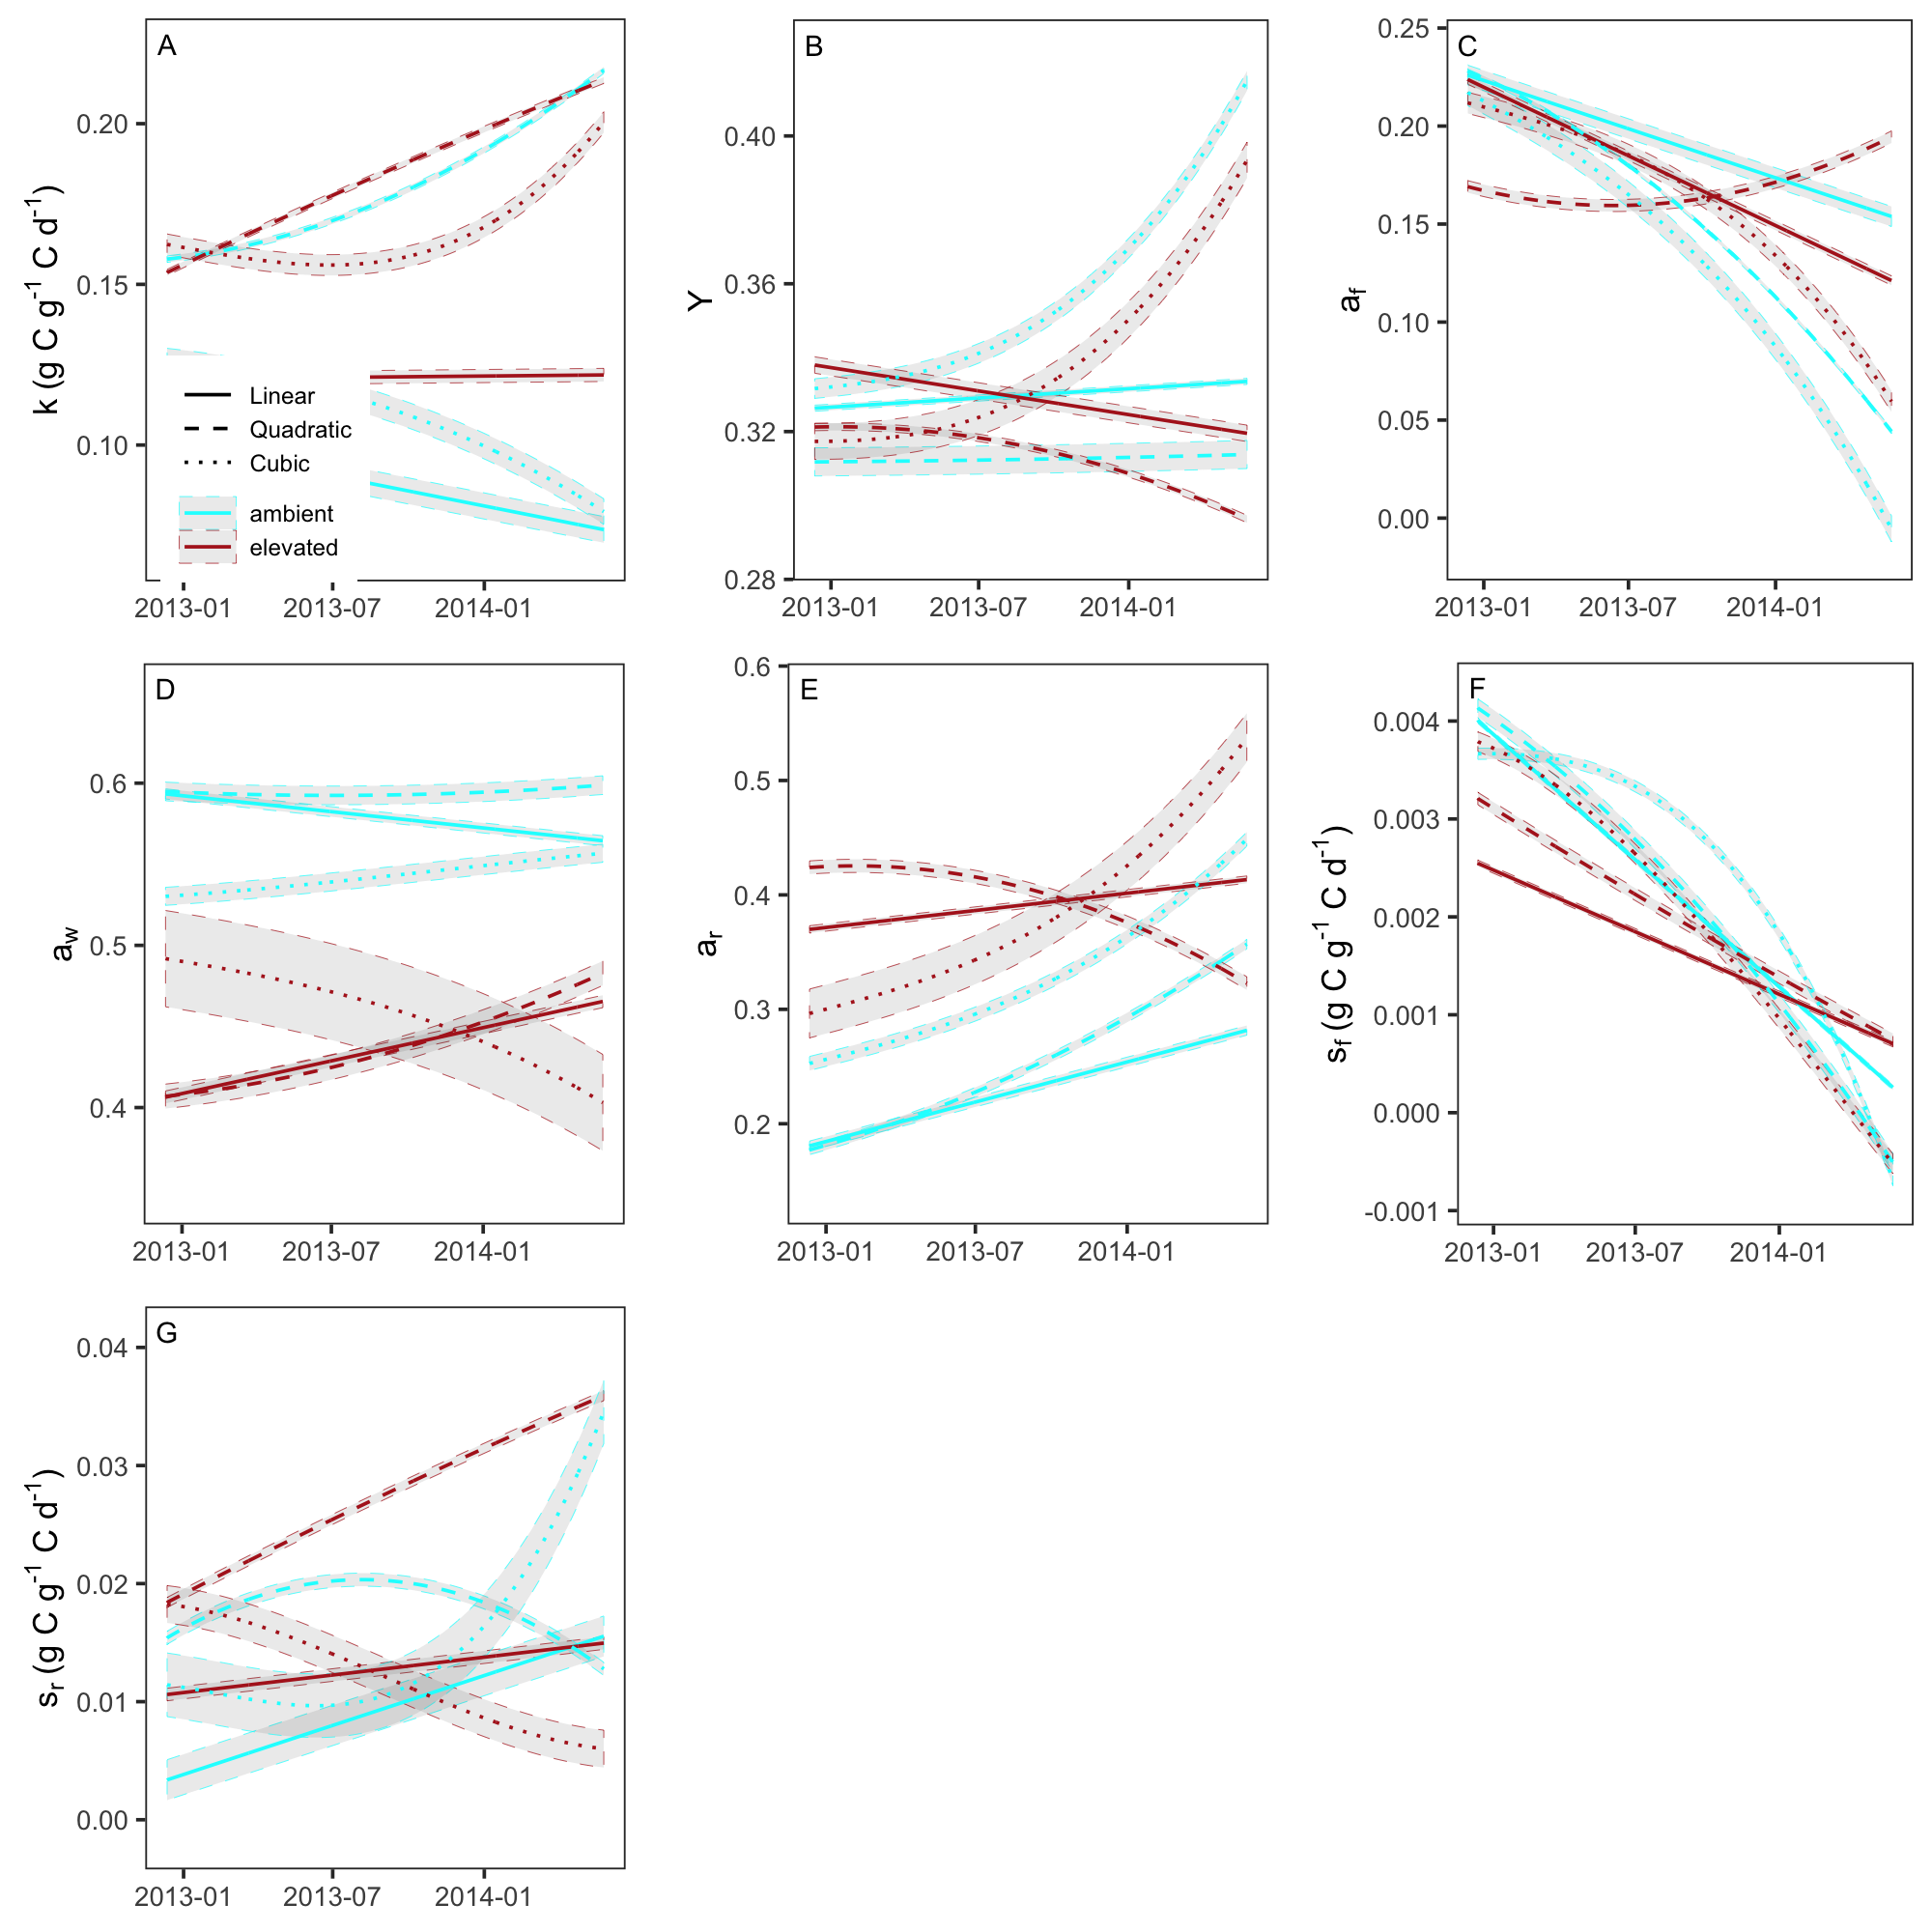 A
k (g C g⁻¹ C d⁻¹)
0.20
0.15
0.10
Linear
Quadratic
Cubic
ambient
elevated
2013-01 2013-07 2014-01
B
Y
0.40
0.36
0.32
0.28
2013-01 2013-07 2014-01
C
af
0.25
0.20
0.15
0.10
0.05
0.00
2013-01 2013-07 2014-01
D
aw
0.6
0.5
0.4
2013-01 2013-07 2014-01
E
ar
0.6
0.5
0.4
0.3
0.2
2013-01 2013-07 2014-01
F
sf (g C g⁻¹ C d⁻¹)
0.004
0.003
0.002
0.001
0.000
-0.001
2013-01 2013-07 2014-01
G
sr (g C g⁻¹ C d⁻¹)
0.04
0.03
0.02
0.01
0.00
2013-01 2013-07 2014-01